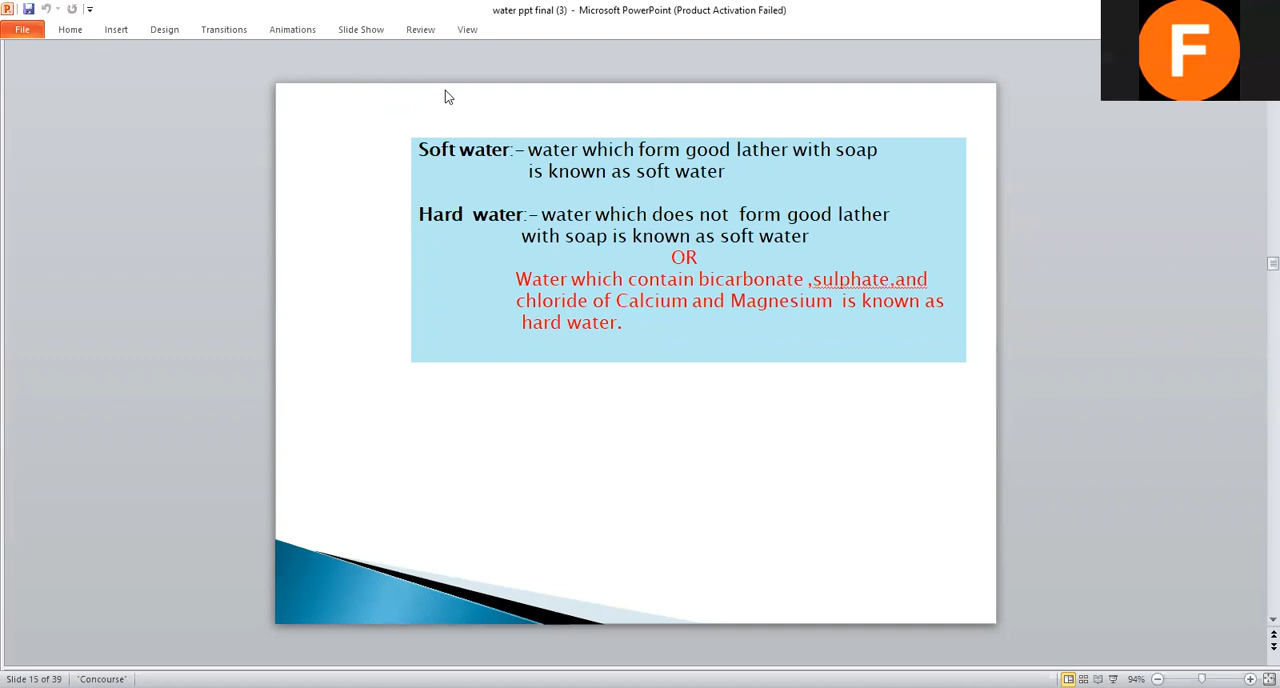 water ppt final (3) - Microsoft PowerPoint (Product Activation Failed)
File Home Insert Design Transitions Animations Slide Show Review View
F
Soft water:- water which form good lather with soap
is known as soft water
Hard water:- water which does not form good lather
with soap is known as soft water
OR
Water which contain bicarbonate ,sulphate,and
chloride of Calcium and Magnesium is known as
hard water.
Slide 15 of 39 "Concourse" 94%